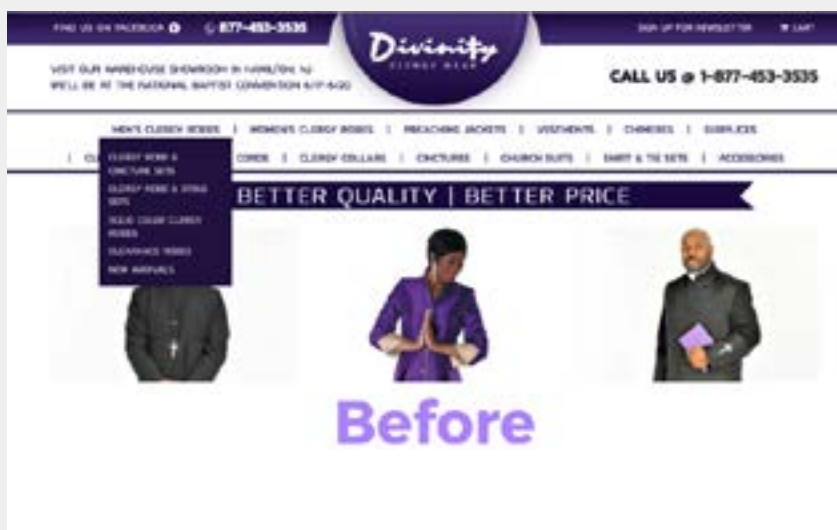 FIND US ON FACEBOOK 877-453-3535
SIGN UP FOR NEWSLETTER CART
Divinity
CLERGY WEAR
VISIT OUR WAREHOUSE SHOWROOM IN HAMILTON, NJ
WE'LL BE AT THE NATIONAL BAPTIST CONVENTION
CALL US @ 1-877-453-3535
MEN'S CLERGY ROBES | WOMEN'S CLERGY ROBES | PREACHING JACKETS | VESTMENTS | CHIMERES | SURPLICES
| CORDS | CLERGY COLLARS | CINCTURES | CHURCH SUITS | SHIRT & TIE SETS | ACCESSORIES
CLERGY ROBE &
CINCTURE SETS
CLERGY ROBE & STOLE
SETS
SOLID COLOR CLERGY
ROBES
CLEARANCE ROBES
NEW ARRIVALS
BETTER QUALITY | BETTER PRICE
Before